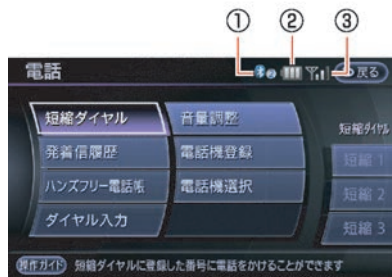 ① ② ③
電話
戻る
短縮ダイヤル 音量調整
短縮ダイヤル
発着信履歴 電話機登録
短縮 1
ハンズフリー電話帳 電話機選択
短縮 2
ダイヤル入力
短縮 3
操作ガイド 短縮ダイヤルに登録した番号に電話をかけることができます